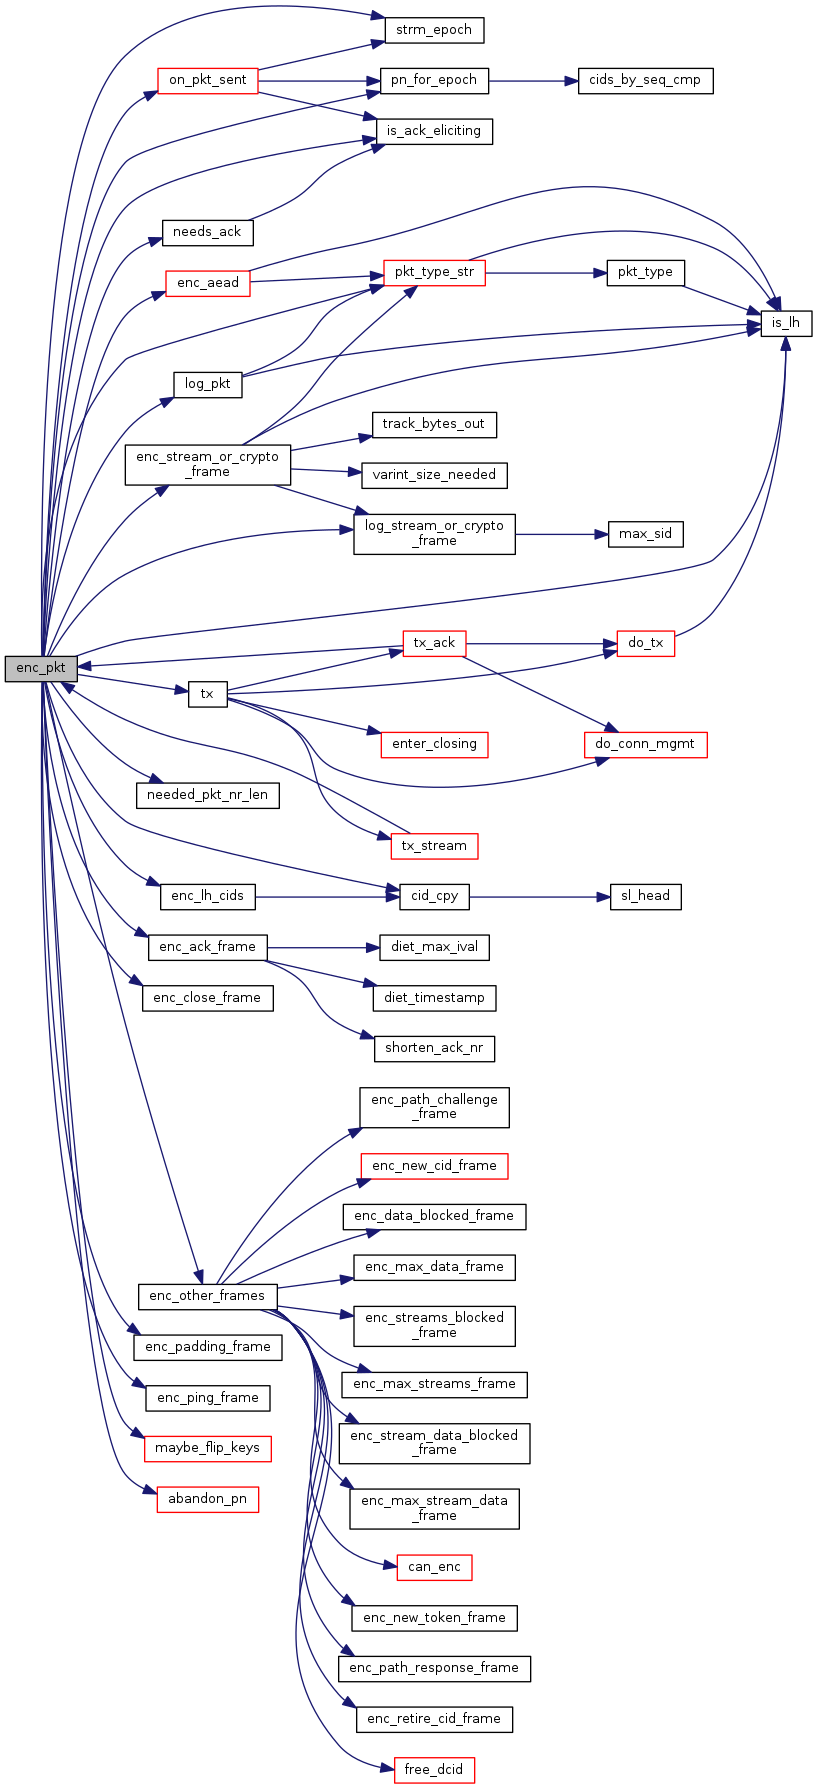 strm_epoch
on_pkt_sent
pn_for_epoch
cids_by_seq_cmp
is_ack_eliciting
needs_ack
enc_aead
pkt_type_str
pkt_type
is_lh
log_pkt
track_bytes_out
enc_stream_or_crypto
_frame
varint_size_needed
log_stream_or_crypto
_frame
max_sid
enc_pkt
tx_ack
do_tx
tx
enter_closing
do_conn_mgmt
needed_pkt_nr_len
tx_stream
enc_lh_cids
cid_cpy
sl_head
enc_ack_frame
diet_max_ival
enc_close_frame
diet_timestamp
shorten_ack_nr
enc_path_challenge
_frame
enc_new_cid_frame
enc_data_blocked_frame
enc_max_data_frame
enc_other_frames
enc_streams_blocked
_frame
enc_padding_frame
enc_max_streams_frame
enc_ping_frame
enc_stream_data_blocked
_frame
maybe_flip_keys
abandon_pn
enc_max_stream_data
_frame
can_enc
enc_new_token_frame
enc_path_response_frame
enc_retire_cid_frame
free_dcid